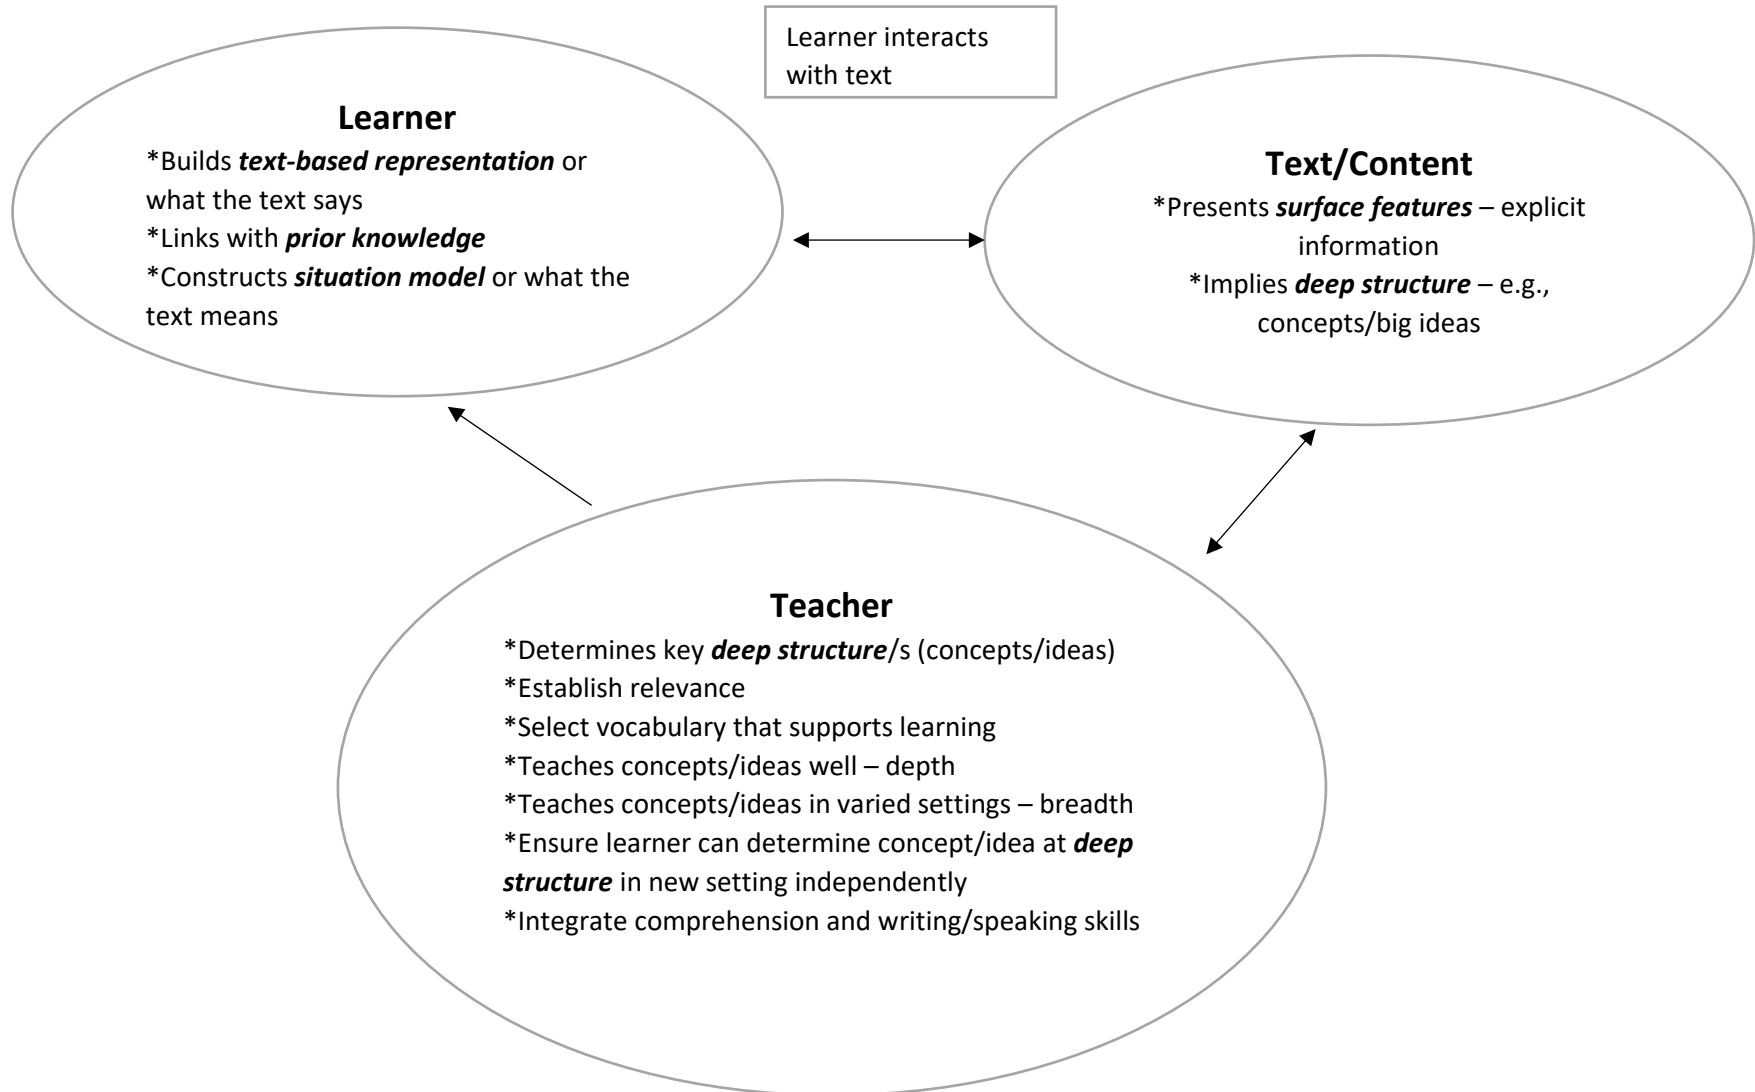 Learner interacts
with text
Learner
*Builds text-based representation or
what the text says
*Links with prior knowledge
*Constructs situation model or what the
text means
Text/Content
*Presents surface features – explicit
information
*Implies deep structure – e.g.,
concepts/big ideas
Teacher
*Determines key deep structure/s (concepts/ideas)
*Establish relevance
*Select vocabulary that supports learning
*Teaches concepts/ideas well – depth
*Teaches concepts/ideas in varied settings – breadth
*Ensure learner can determine concept/idea at deep
structure in new setting independently
*Integrate comprehension and writing/speaking skills